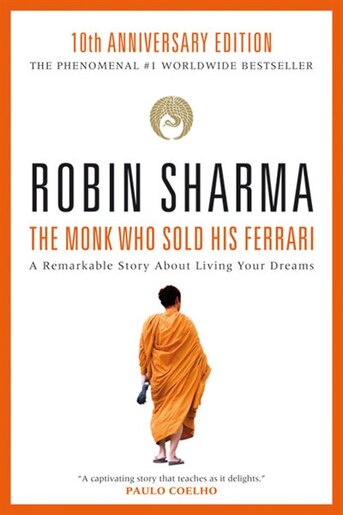 10th ANNIVERSARY EDITION
THE PHENOMENAL #1 WORLDWIDE BESTSELLER
ROBIN SHARMA
THE MONK WHO SOLD HIS FERRARI
A Remarkable Story About Living Your Dreams
"A captivating story that teaches as it delights."
PAULO COELHO